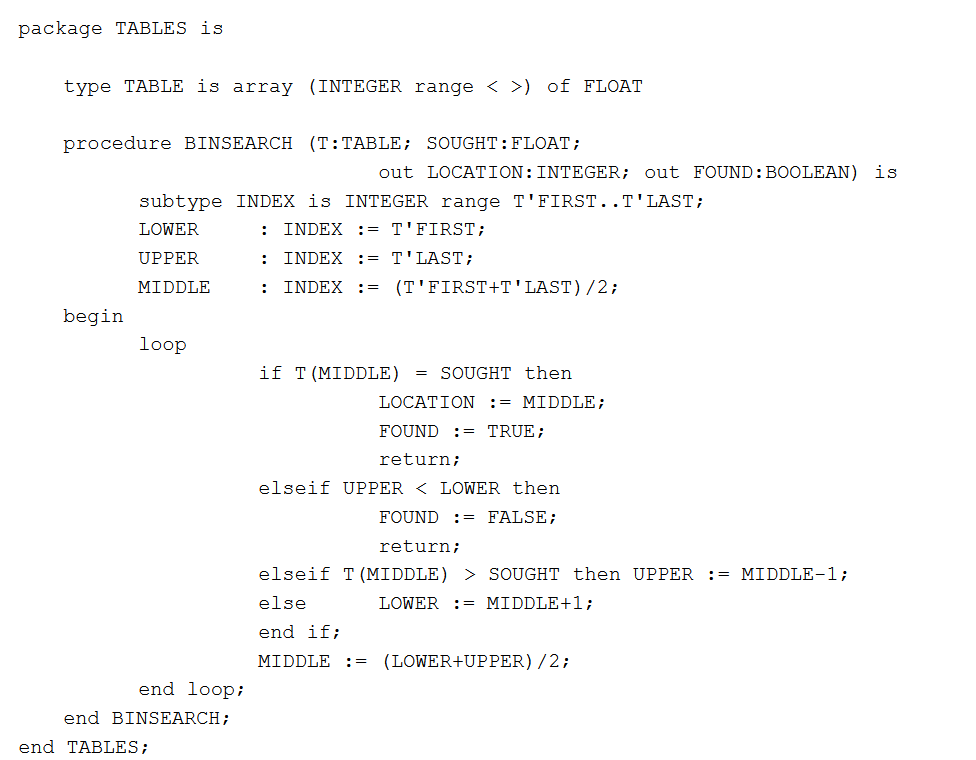 package TABLES is
type TABLE is array (INTEGER range < >) of FLOAT
procedure BINSEARCH (T:TABLE; SOUGHT:FLOAT;
out LOCATION:INTEGER; out FOUND:BOOLEAN) is
subtype INDEX is INTEGER range T'FIRST..T'LAST;
LOWER : INDEX := T'FIRST;
UPPER : INDEX := T'LAST;
MIDDLE : INDEX := (T'FIRST+T'LAST)/2;
begin
loop
if T(MIDDLE) = SOUGHT then
LOCATION := MIDDLE;
FOUND := TRUE;
return;
elseif UPPER < LOWER then
FOUND := FALSE;
return;
elseif T(MIDDLE) > SOUGHT then UPPER := MIDDLE-1;
else LOWER := MIDDLE+1;
end if;
MIDDLE := (LOWER+UPPER)/2;
end loop;
end BINSEARCH;
end TABLES;